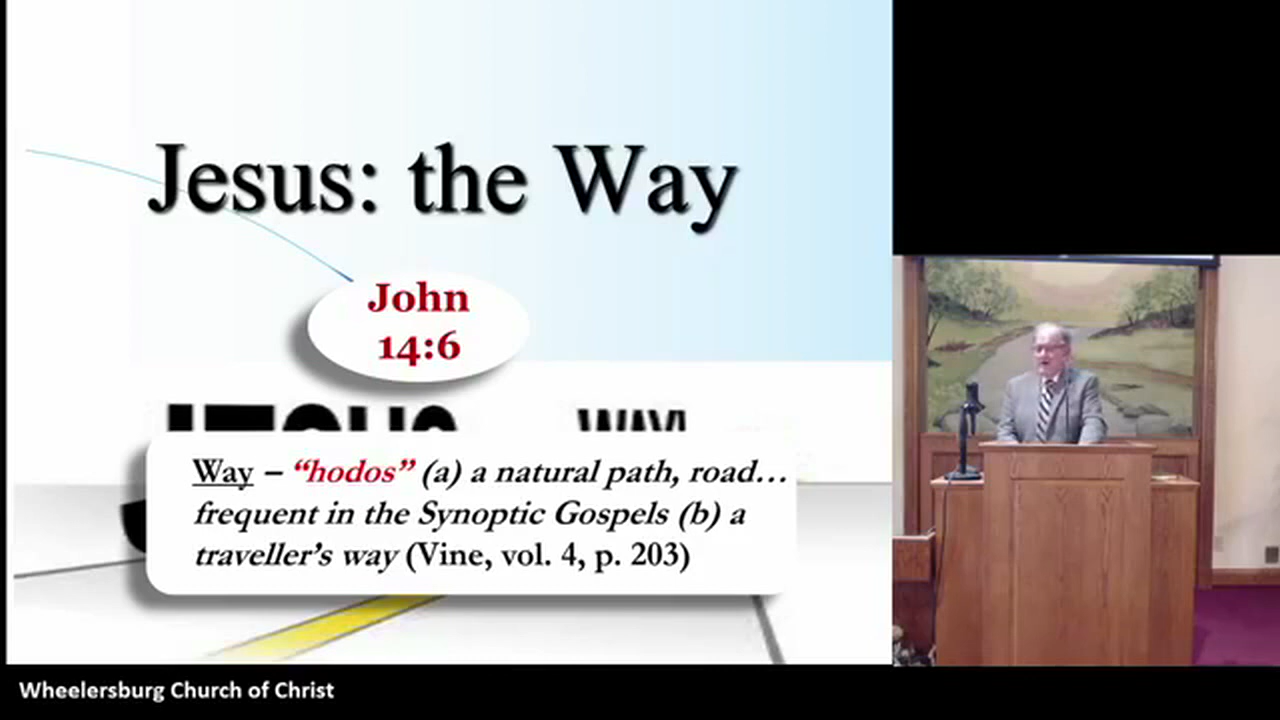 Jesus: the Way
John
14:6
WAY!
Way – “hodos” (a) a natural path, road…
frequent in the Synoptic Gospels (b) a
traveller’s way (Vine, vol. 4, p. 203)
Wheelersburg Church of Christ